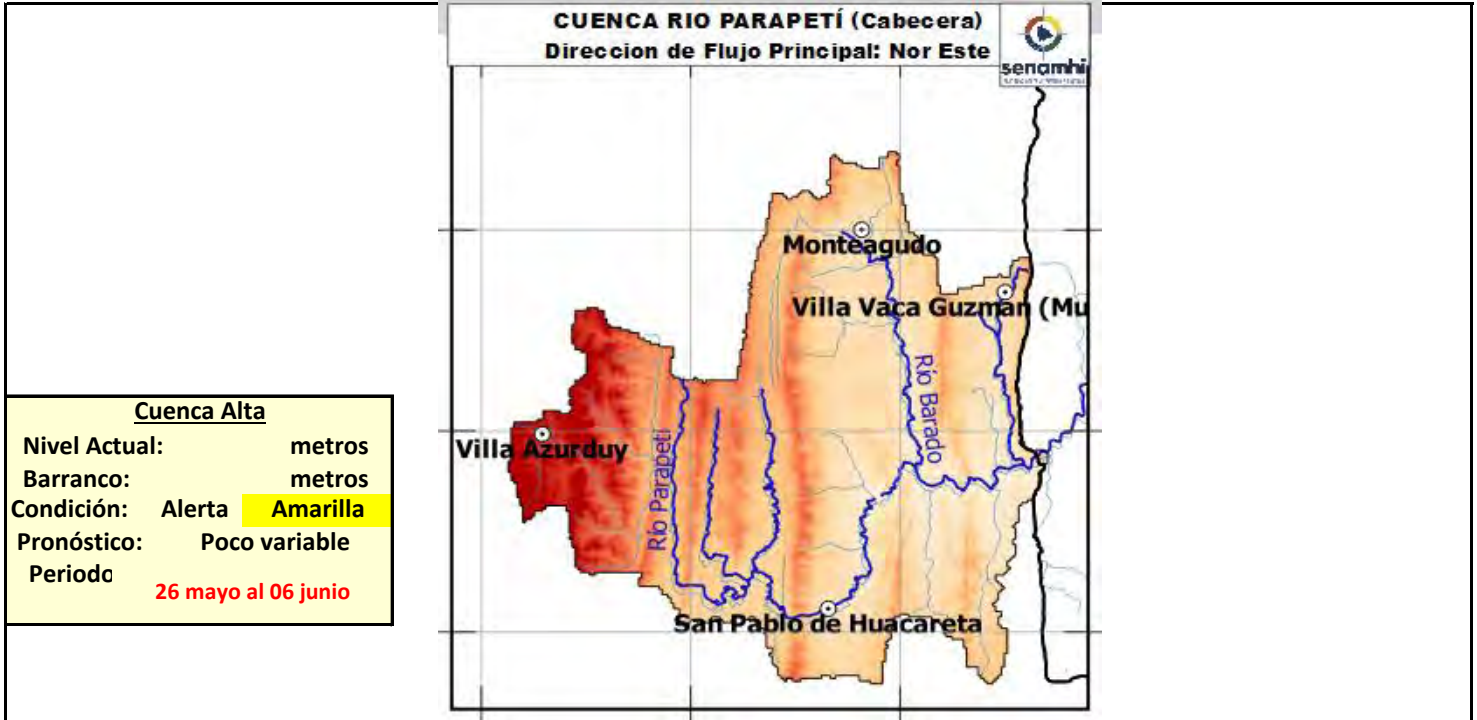 CUENCA RIO PARAPETÍ (Cabecera)
Direccion de Flujo Principal: Nor Este
senamhi
Monteagudo
Villa Vaca Guzmán (Mu
Río Barado
Villa Azurduy
Río Parapetí
San Pablo de Huacareta
Cuenca Alta
Nivel Actual: metros
Barranco: metros
Condición: Alerta Amarilla
Pronóstico: Poco variable
Periodo
26 mayo al 06 junio